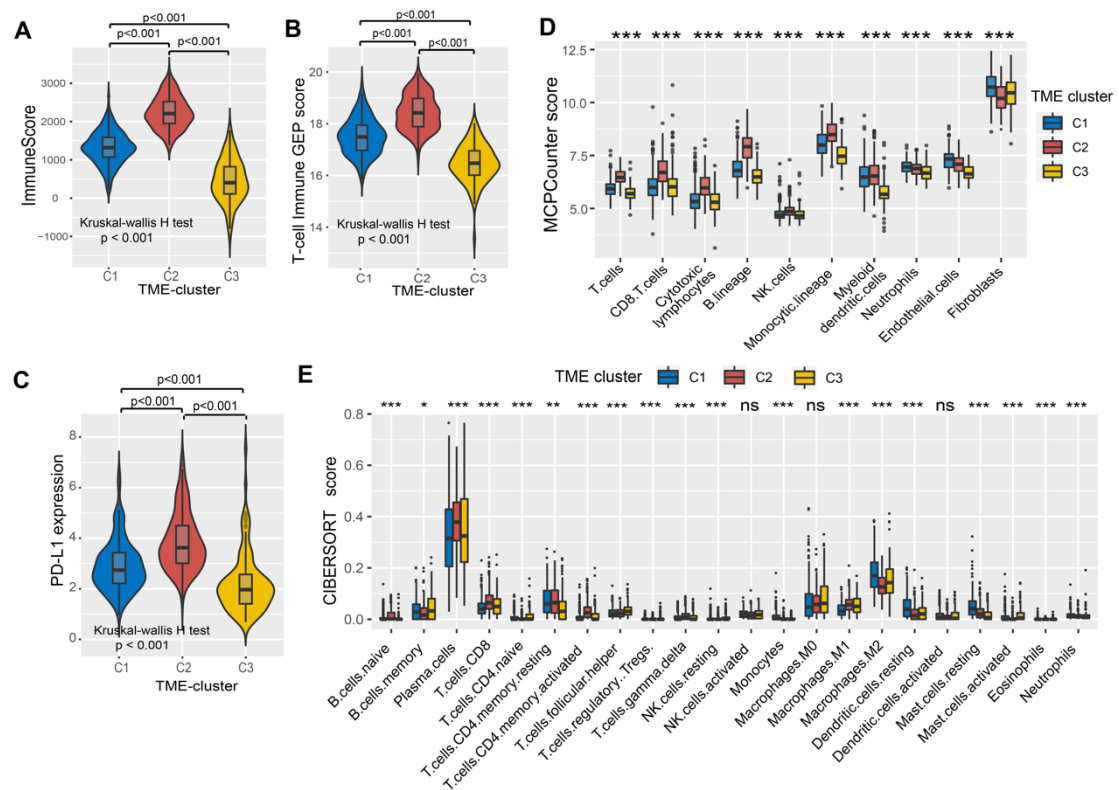 A
p<0.001
p<0.001
p<0.001
ImmuneScore
3000
2000
1000
0
−1000
Kruskal-wallis H test
p < 0.001
C1
C2
C3
TME-cluster
B
p<0.001
p<0.001
p<0.001
T-cell Immune GEP score
20
18
16
14
Kruskal-wallis H test
p < 0.001
C1
C2
C3
TME-cluster
D
*** *** *** *** *** *** *** *** *** ***
MCPCounter score
12.5
10.0
7.5
5.0
T.cells
CD8.T.cells
Cytotoxic
lymphocytes
B.lineage
NK.cells
Monocytic.lineage
Myeloid
dendritic.cells
Neutrophils
Endothelial.cells
Fibroblasts
TME cluster
C1
C2
C3
C
p<0.001
p<0.001
p<0.001
PD-L1 expression
8
6
4
2
0
Kruskal-wallis H test
p < 0.001
C1
C2
C3
TME-cluster
E
TME cluster C1 C2 C3
*** * *** *** *** ** *** *** *** *** *** ns *** ns *** *** *** ns *** *** *** ***
CIBERSORT score
0.8
0.6
0.4
0.2
0.0
B.cells.naive
B.cells.memory
Plasma.cells
T.cells.CD8
T.cells.CD4.naive
T.cells.CD4.memory.resting
T.cells.CD4.memory.activated
T.cells.follicular.helper
T.cells.regulatory..Tregs.
T.cells.gamma.delta
NK.cells.resting
NK.cells.activated
Monocytes
Macrophages.M0
Macrophages.M1
Macrophages.M2
Dendritic.cells.resting
Dendritic.cells.activated
Mast.cells.resting
Mast.cells.activated
Eosinophils
Neutrophils